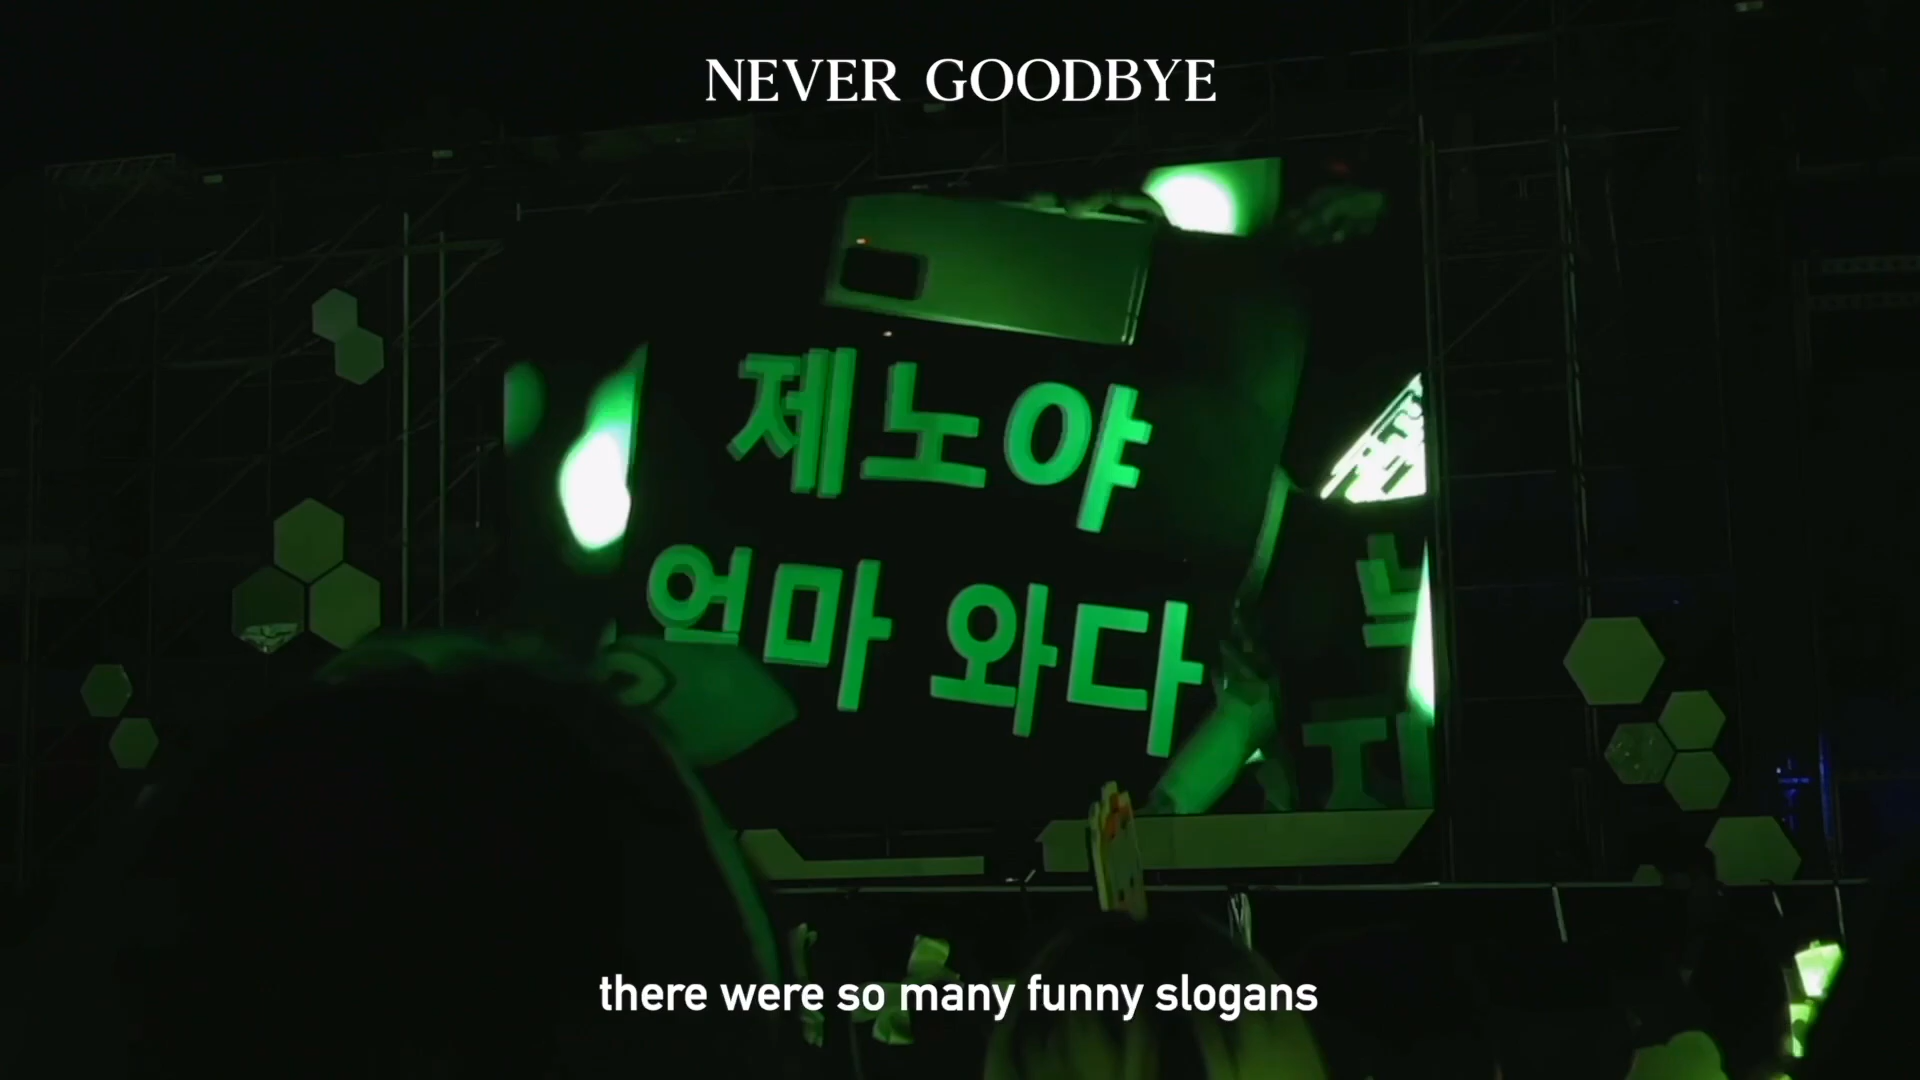 NEVER GOODBYE
제노야
엄마 와다
there were so many funny slogans